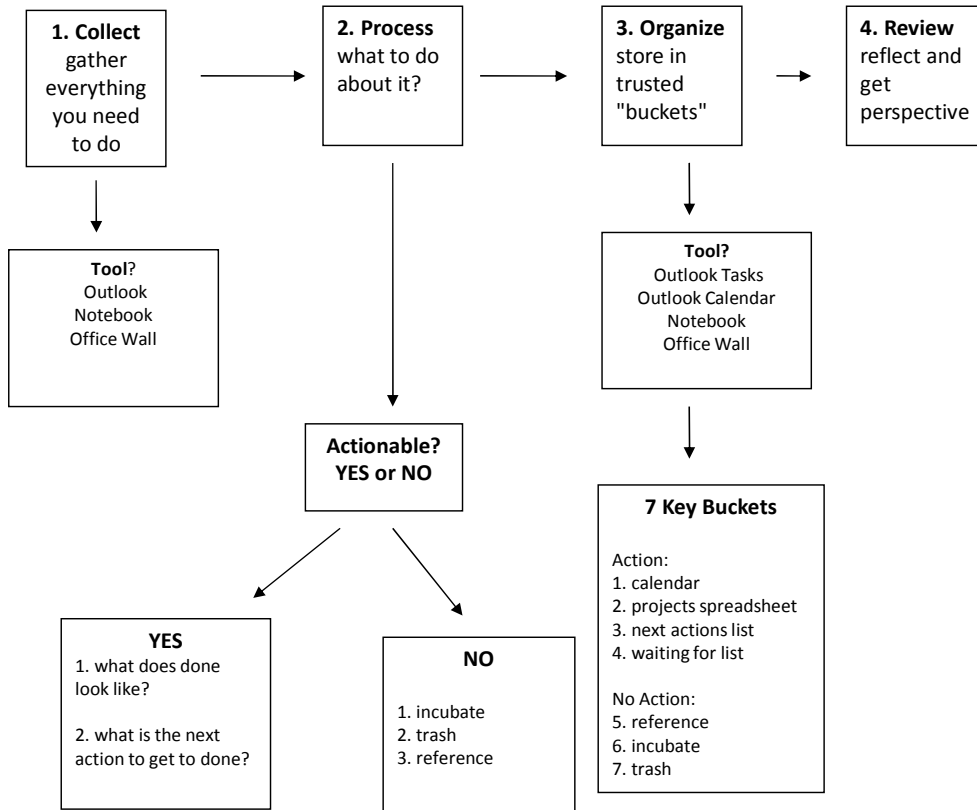 1. Collect
gather
everything
you need
to do
2. Process
what to do
about it?
3. Organize
store in
trusted
"buckets"
4. Review
reflect and
get
perspective
Tool?
Outlook
Notebook
Office Wall
Tool?
Outlook Tasks
Outlook Calendar
Notebook
Office Wall
Actionable?
YES or NO
YES
1. what does done
look like?
2. what is the next
action to get to done?
NO
1. incubate
2. trash
3. reference
7 Key Buckets
Action:
1. calendar
2. projects spreadsheet
3. next actions list
4. waiting for list
No Action:
5. reference
6. incubate
7. trash